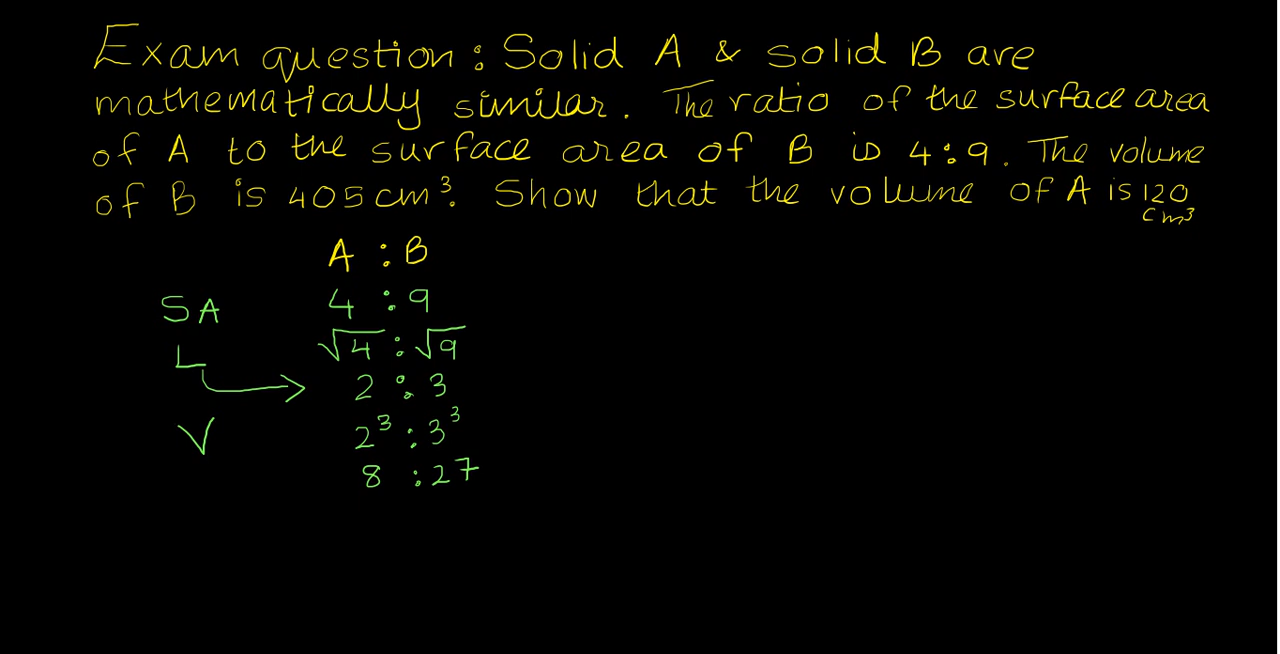 Exam question : Solid A & solid B are
mathematically similar. The ratio of the surface area
of A to the surface area of B is 4:9. The volume
of B is 405cm³. Show that the volume of A is 120
cm³
A : B
SA 4 : 9
L √4 : √9
2 : 3
V 2³ : 3³
8 : 27